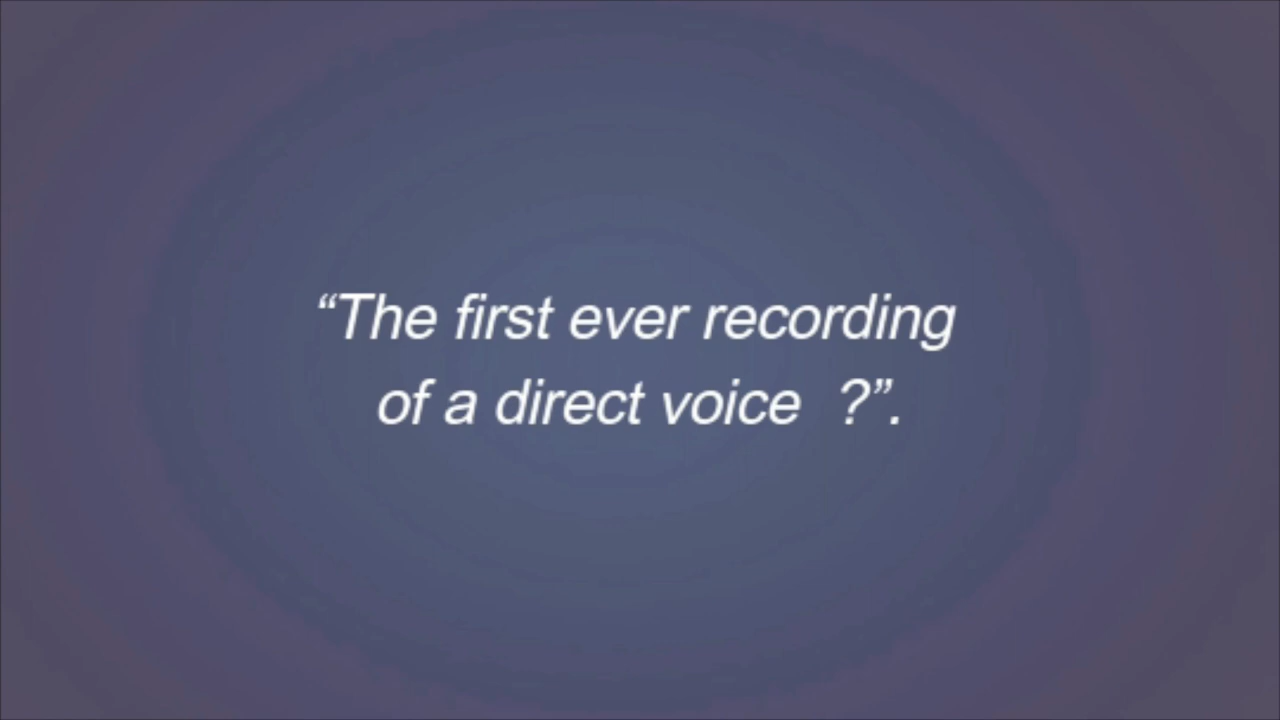 “The first ever recording
of a direct voice  ?”.